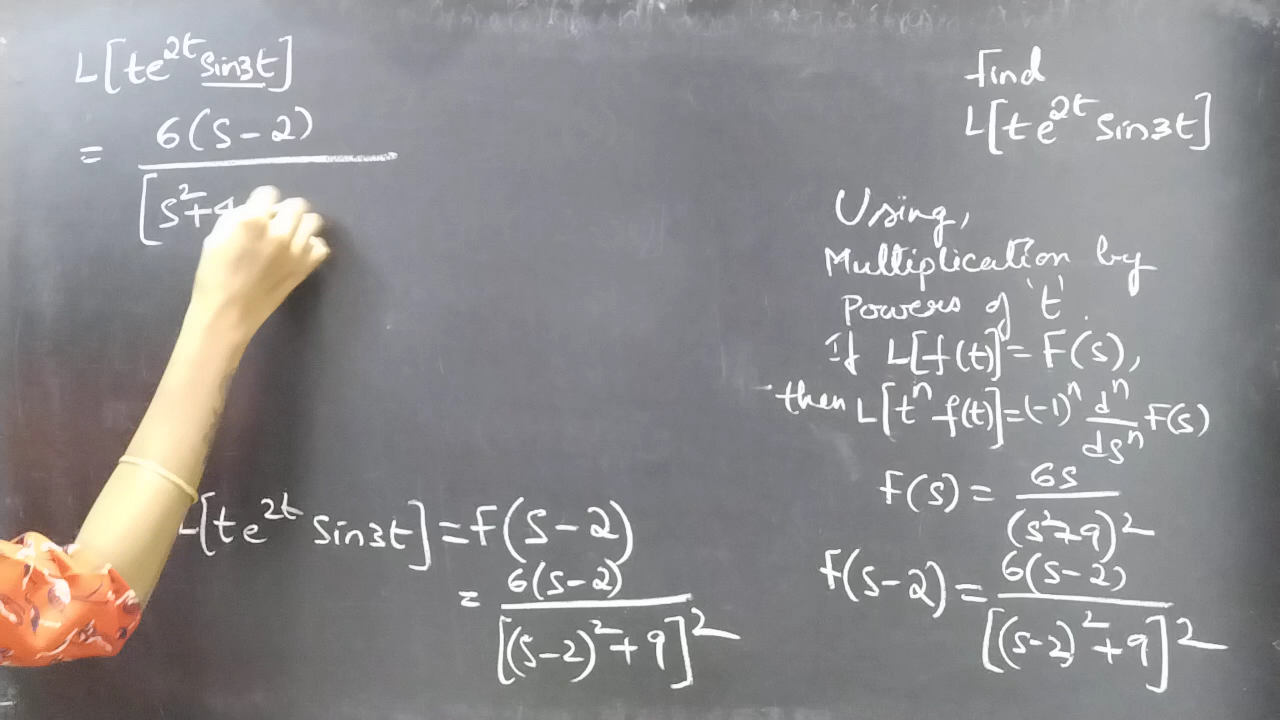 L[te^{2t} sin3t]
= 6(s-2)
[s²+4
L[te^{2t} sin3t] = F(s-2)
= 6(s-2) / [(s-2)²+9]²
Find
L[te^{2t} sin3t]
Using,
Multiplication by
Powers of 't'.
If L[f(t)] = F(s),
then L[t^n f(t)] = (-1)^n d^n/ds^n F(s)
F(s) = 6s / (s²+9)²
F(s-2) = 6(s-2) / [(s-2)²+9]²